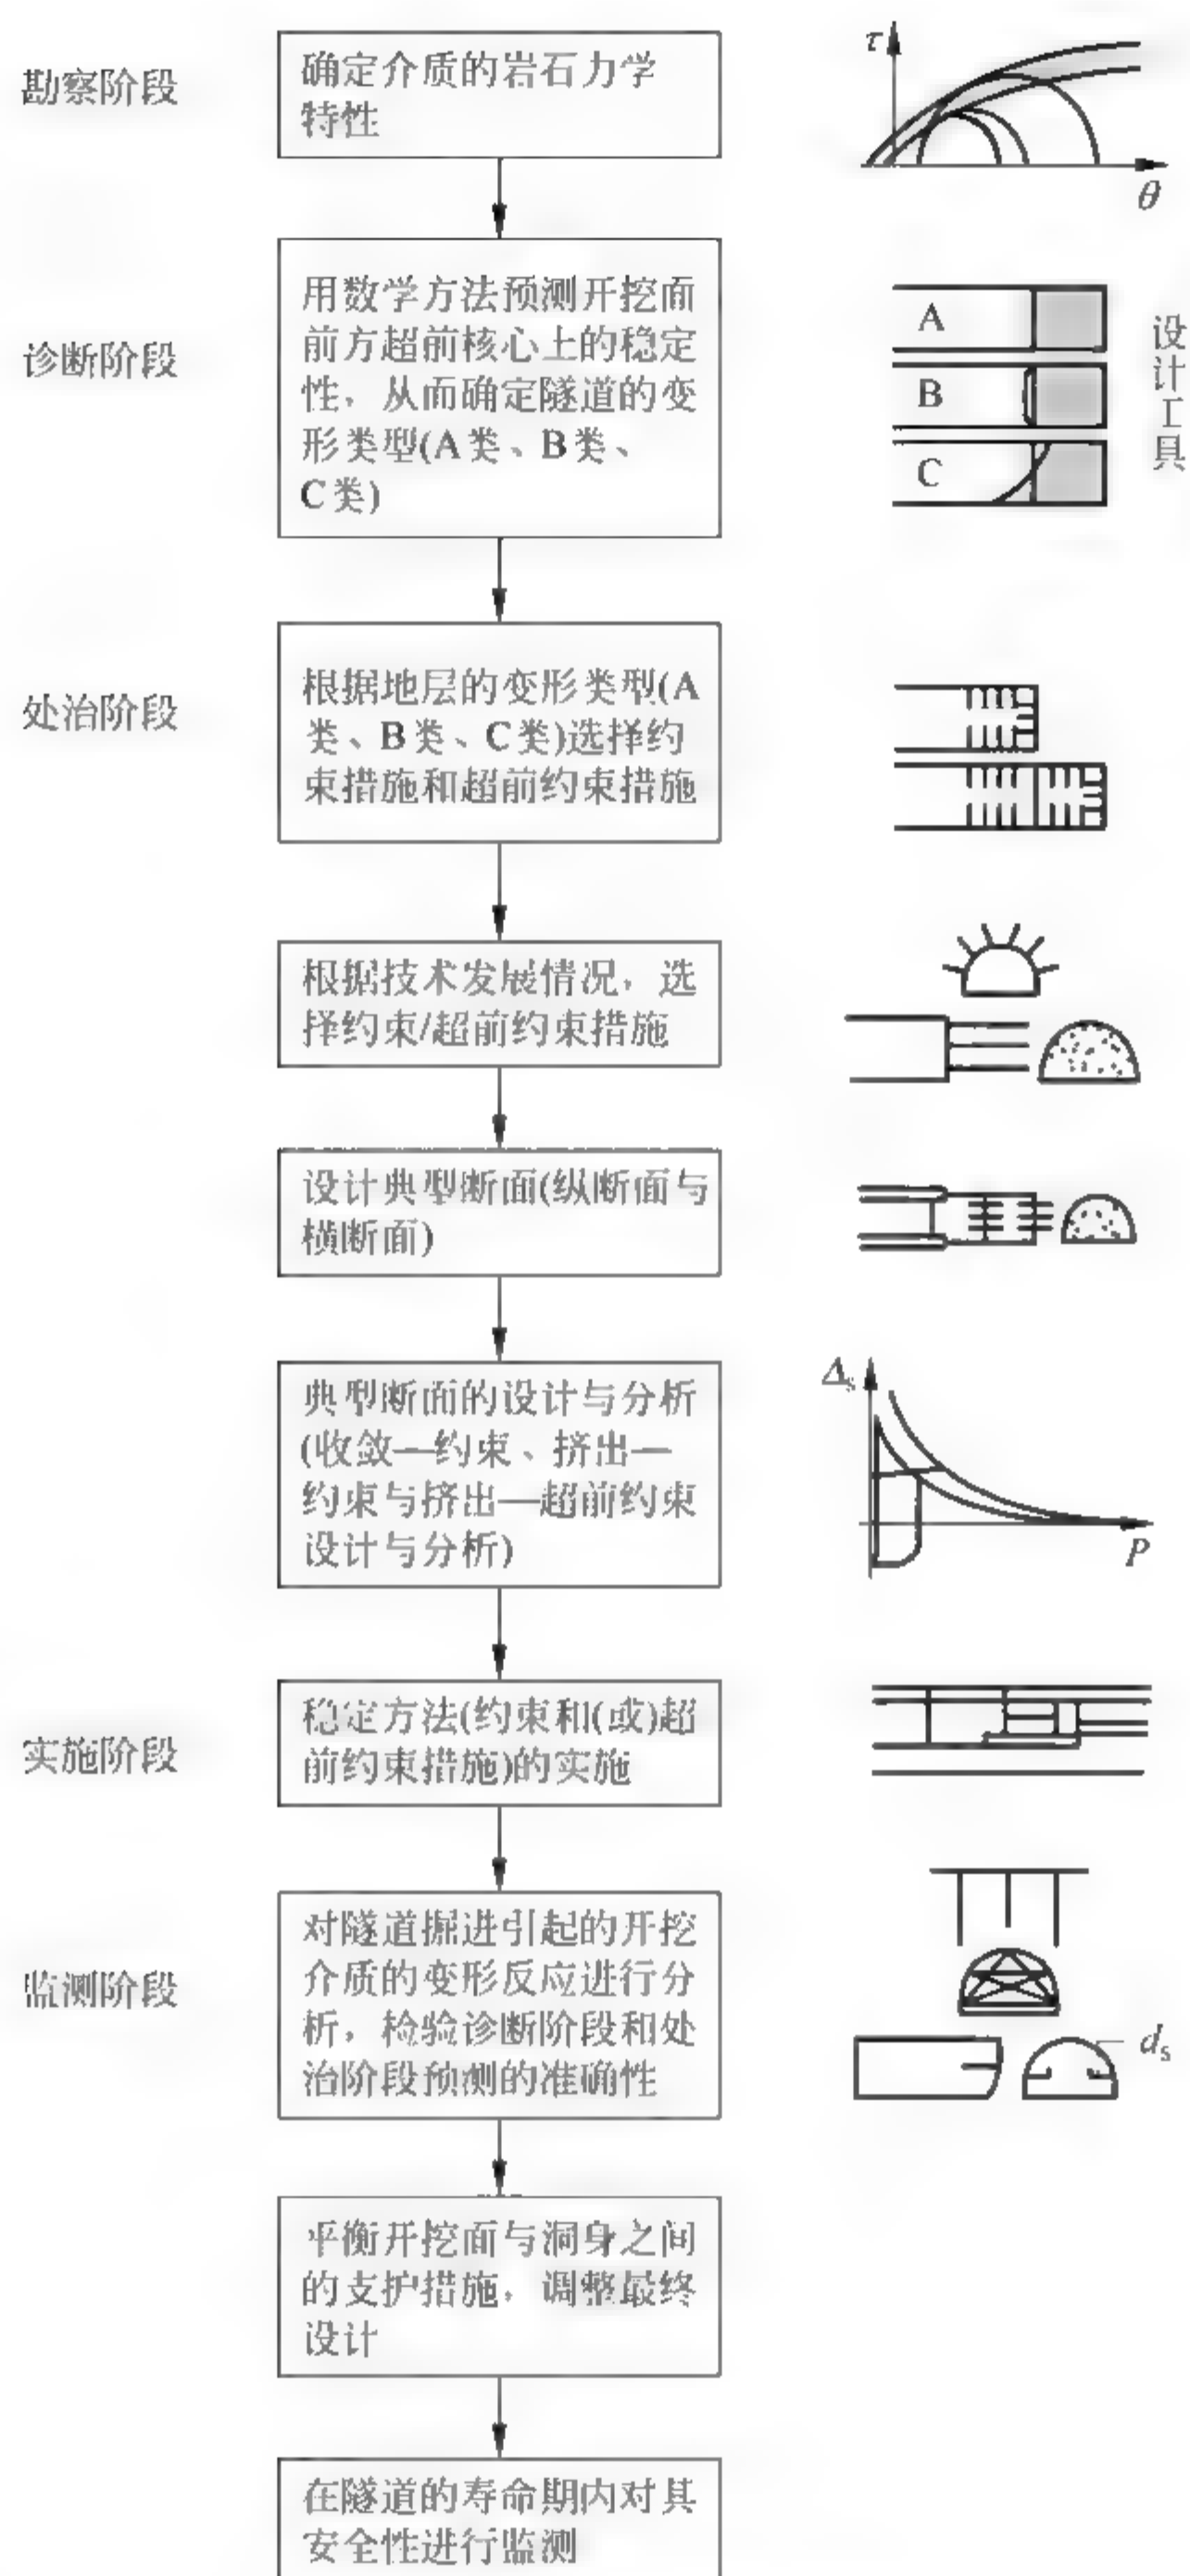 勘察阶段
确定介质的岩石力学
特性
τ
θ
诊断阶段
用数学方法预测开挖面
前方超前核心土的稳定
性，从而确定隧道的变
形类型(A类、B类、
C类)
A
B
C
设计工具
处治阶段
根据地层的变形类型(A
类、B类、C类)选择约
束措施和超前约束措施
根据技术发展情况，选
择约束/超前约束措施
设计典型断面(纵断面与
横断面)
典型断面的设计与分析
(收敛—约束、挤出—
约束与挤出—超前约束
设计与分析)
Δs
P
实施阶段
稳定方法(约束和(或)超
前约束措施)的实施
监测阶段
对隧道掘进引起的开挖
介质的变形反应进行分
析，检验诊断阶段和处
治阶段预测的准确性
ds
平衡开挖面与洞身之间
的支护措施，调整最终
设计
在隧道的寿命期内对其
安全性进行监测